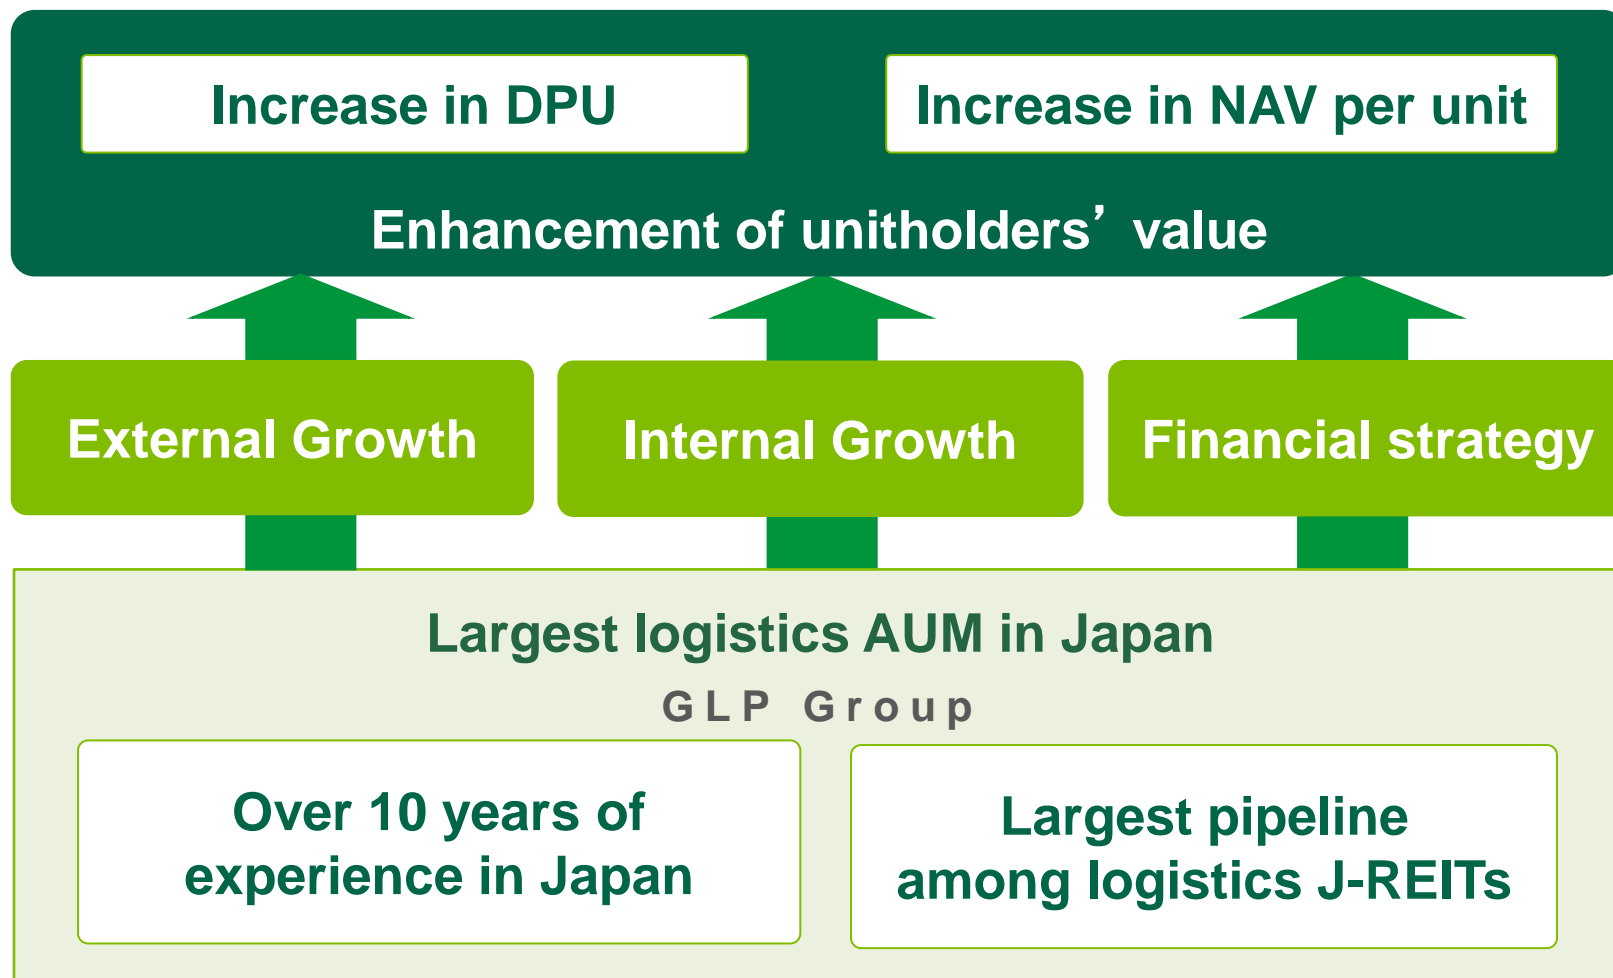 Increase in DPU
Increase in NAV per unit
Enhancement of unitholders’ value
External Growth
Internal Growth
Financial strategy
Largest logistics AUM in Japan
GLP Group
Over 10 years of
experience in Japan
Largest pipeline
among logistics J-REITs